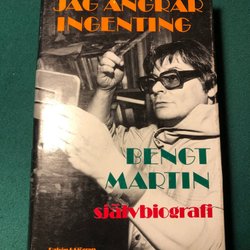 JAG ÅNGRAR
INGENTING
BENGT
MARTIN
självbiografi